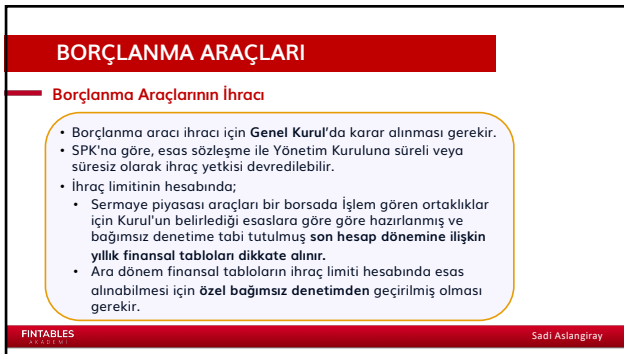 BORÇLANMA ARAÇLARI
Borçlanma Araçlarının İhracı
• Borçlanma aracı ihracı için Genel Kurul'da karar alınması gerekir.
• SPK'na göre, esas sözleşme ile Yönetim Kuruluna süreli veya
süresiz olarak ihraç yetkisi devredilebilir.
• İhraç limitinin hesabında;
• Sermaye piyasası araçları bir borsada İşlem gören ortaklıklar
için Kurul'un belirlediği esaslara göre göre hazırlanmış ve
bağımsız denetime tabi tutulmuş son hesap dönemine ilişkin
yıllık finansal tabloları dikkate alınır.
• Ara dönem finansal tabloların ihraç limiti hesabında esas
alınabilmesi için özel bağımsız denetimden geçirilmiş olması
gerekir.
FINTABLES
AKADEMİ
Sadi Aslangiray